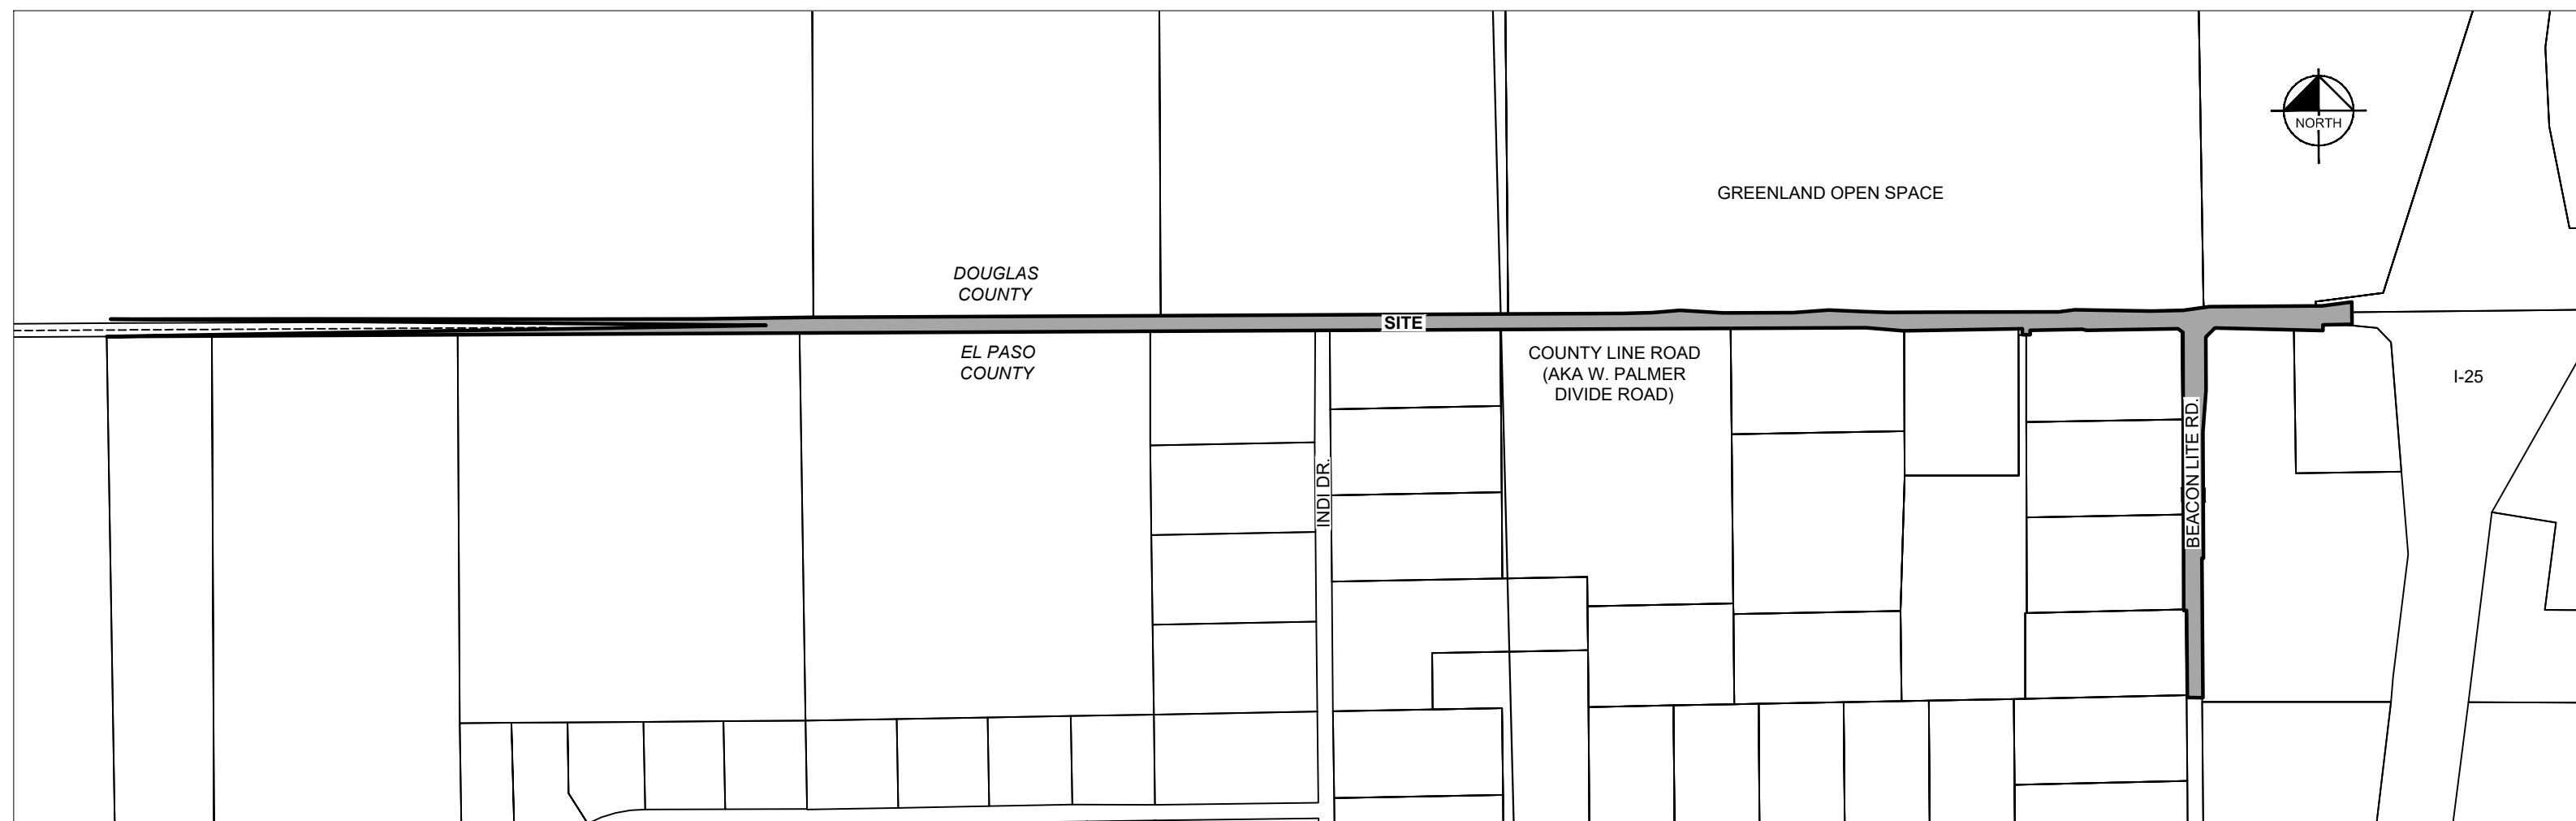 NORTH
GREENLAND OPEN SPACE
DOUGLAS
COUNTY
SITE
EL PASO
COUNTY
COUNTY LINE ROAD
(AKA W. PALMER
DIVIDE ROAD)
I-25
INDI DR.
BEACON LITE RD.